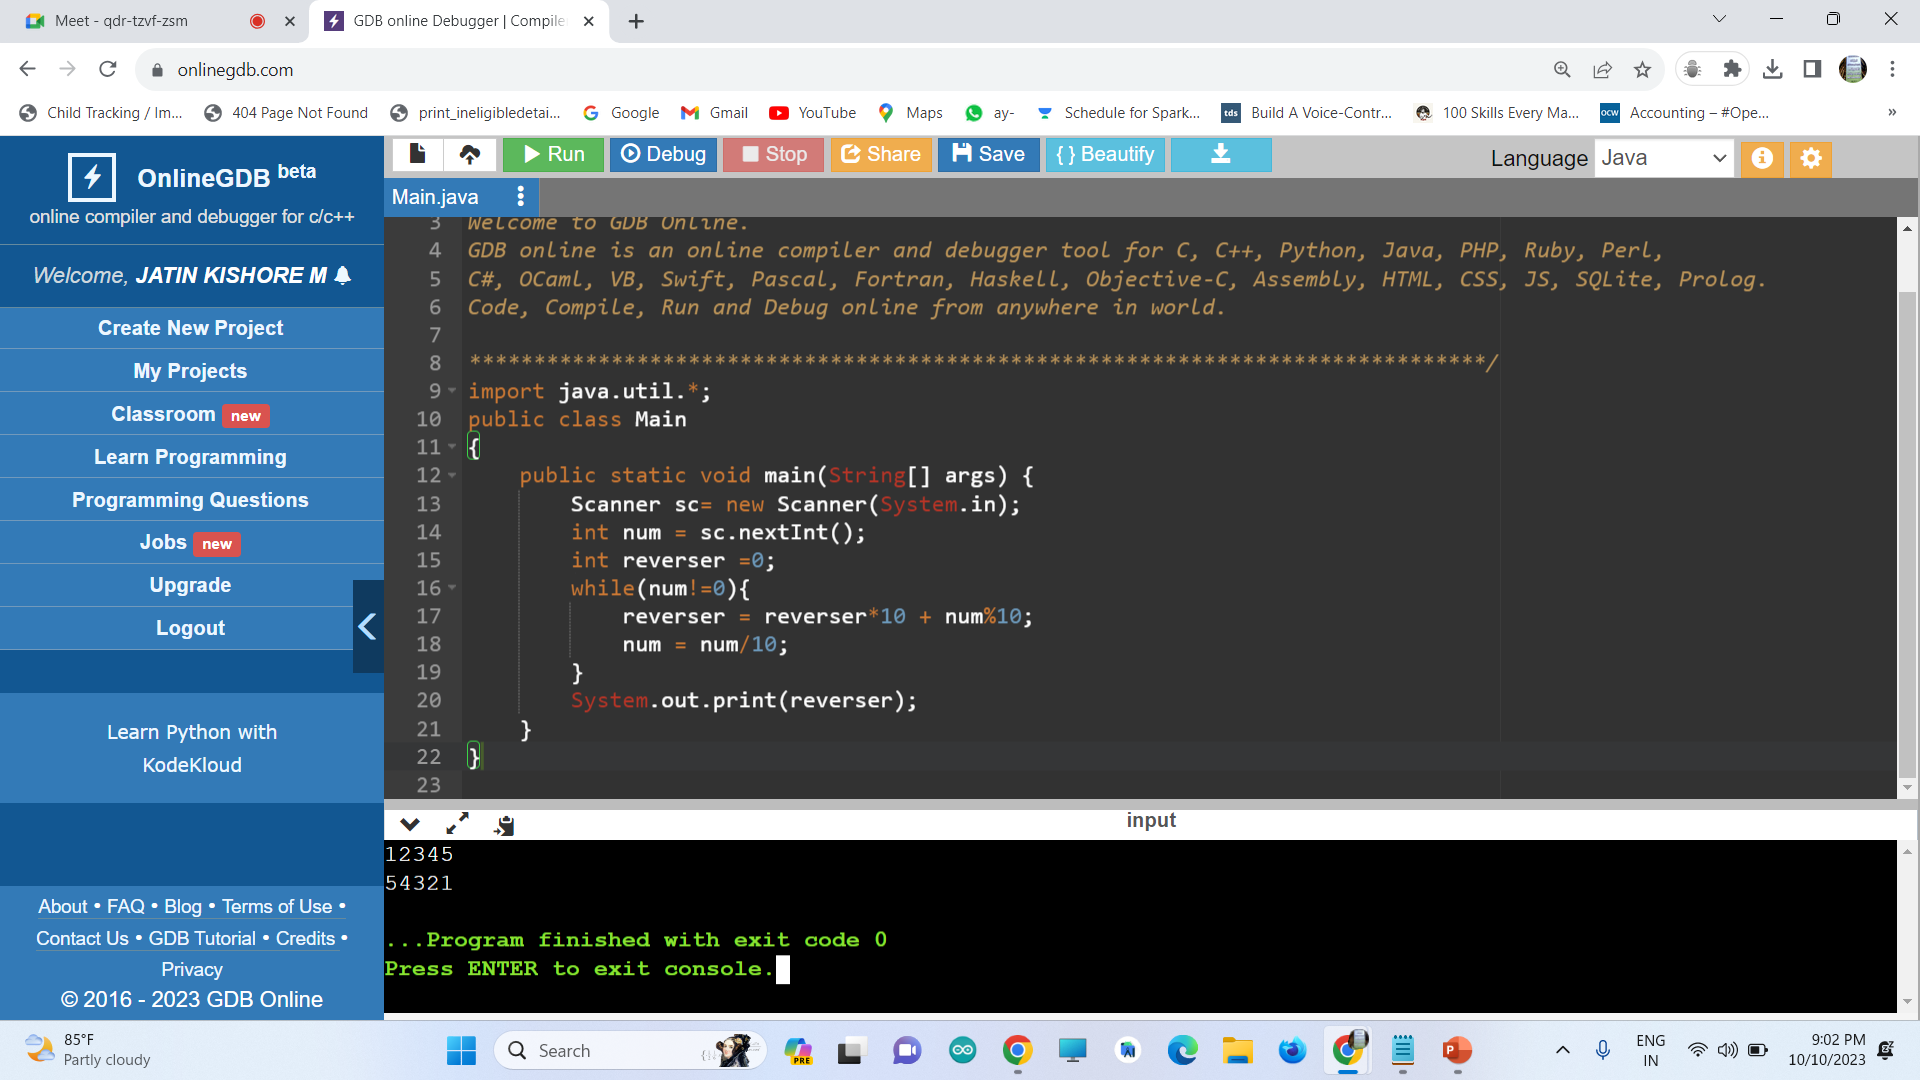 Meet - qdr-tzvf-zsm
GDB online Debugger | Compile
onlinegdb.com
Child Tracking / Im...
404 Page Not Found
print_ineligibledetai...
Google
Gmail
YouTube
Maps
ay-
Schedule for Spark...
tds
Build A Voice-Contr...
100 Skills Every Ma...
OCW
Accounting – #Ope...
»
OnlineGDB beta
online compiler and debugger for c/c++
Welcome, JATIN KISHORE M
Create New Project
My Projects
Classroom new
Learn Programming
Programming Questions
Jobs new
Upgrade
Logout
Learn Python with
KodeKloud
About • FAQ • Blog • Terms of Use •
Contact Us • GDB Tutorial • Credits •
Privacy
© 2016 - 2023 GDB Online
Run
Debug
Stop
Share
Save
{ } Beautify
Language Java
Main.java
3 Welcome to GDB Online.
4 GDB online is an online compiler and debugger tool for C, C++, Python, Java, PHP, Ruby, Perl,
5 C#, OCaml, VB, Swift, Pascal, Fortran, Haskell, Objective-C, Assembly, HTML, CSS, JS, SQLite, Prolog.
6 Code, Compile, Run and Debug online from anywhere in world.
7
8 *******************************************************************************/
9 import java.util.*;
10 public class Main
11 {
12 public static void main(String[] args) {
13 Scanner sc= new Scanner(System.in);
14 int num = sc.nextInt();
15 int reverser =0;
16 while(num!=0){
17 reverser = reverser*10 + num%10;
18 num = num/10;
19 }
20 System.out.print(reverser);
21 }
22 }
23
input
12345
54321
...Program finished with exit code 0
Press ENTER to exit console.
85°F
Partly cloudy
Search
PRE
ENG
IN
9:02 PM
10/10/2023